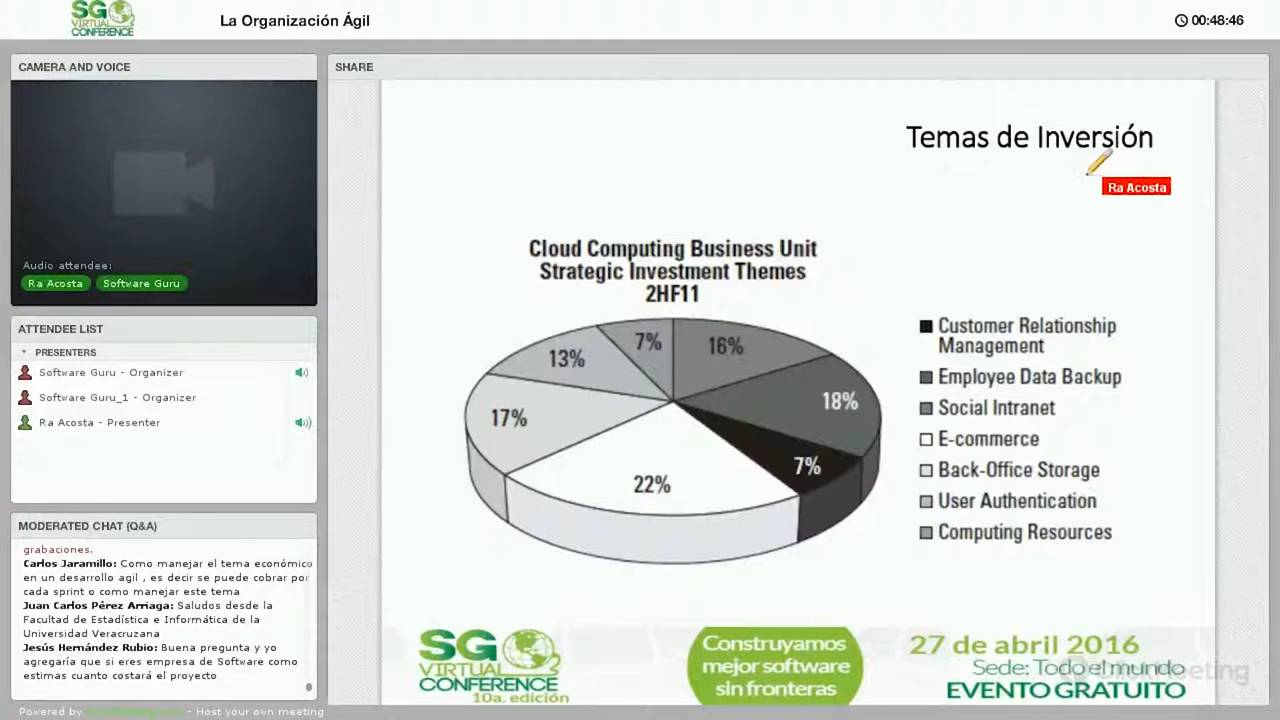 SG
VIRTUAL
CONFERENCE
La Organización Ágil
00:48:46
CAMERA AND VOICE
Audio attendee:
Ra Acosta
Software Guru
ATTENDEE LIST
PRESENTERS
Software Guru - Organizer
Software Guru_1 - Organizer
Ra Acosta - Presenter
MODERATED CHAT (Q&A)
grabaciones.
Carlos Jaramillo: Como manejar el tema económico
en un desarrollo agil , es decir se puede cobrar por
cada sprint o como manejar este tema
Juan Carlos Pérez Arriaga: Saludos desde la
Facultad de Estadística e Informática de la
Universidad Veracruzana
Jesús Hernández Rubio: Buena pregunta y yo
agregaría que si eres empresa de Software como
estimas cuanto costará el proyecto
Powered by ClickMeeting.com - Host your own meeting
SHARE
Temas de Inversión
Ra Acosta
Cloud Computing Business Unit
Strategic Investment Themes
2HF11
7%
16%
13%
18%
17%
7%
22%
Customer Relationship
Management
Employee Data Backup
Social Intranet
E-commerce
Back-Office Storage
User Authentication
Computing Resources
SG
VIRTUAL
CONFERENCE
10a. edición
Construyamos
mejor software
sin fronteras
27 de abril 2016
Sede: Todo el mundo
EVENTO GRATUITO
ClickMeeting